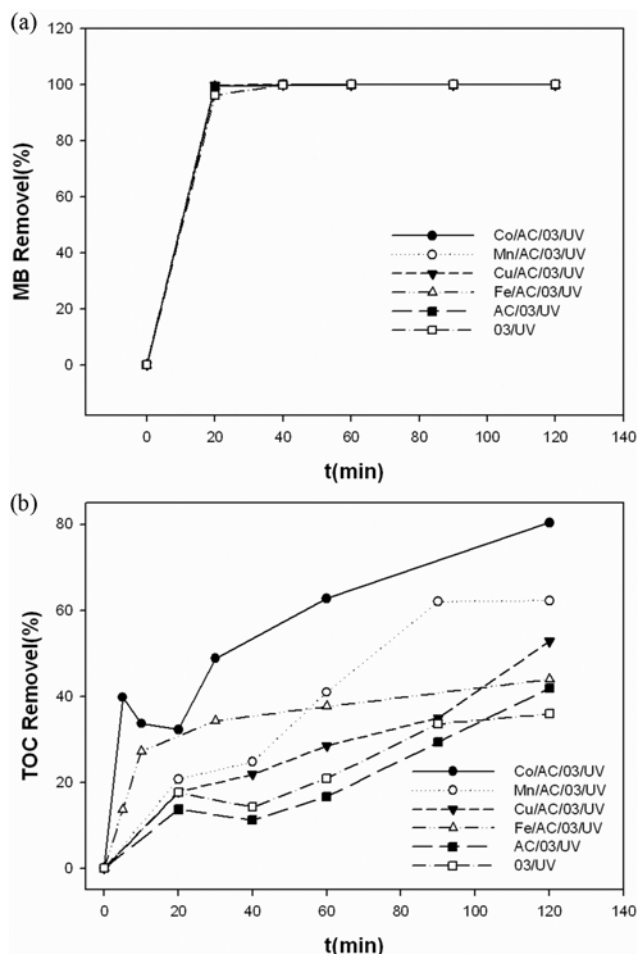 (a)
120
100
80
60
40
20
0
MB Removel(%)
Co/AC/03/UV
Mn/AC/03/UV
Cu/AC/03/UV
Fe/AC/03/UV
AC/03/UV
03/UV
0 20 40 60 80 100 120 140
t(min)
(b)
80
60
40
20
0
TOC Removel(%)
Co/AC/03/UV
Mn/AC/03/UV
Cu/AC/03/UV
Fe/AC/03/UV
AC/03/UV
03/UV
0 20 40 60 80 100 120 140
t(min)